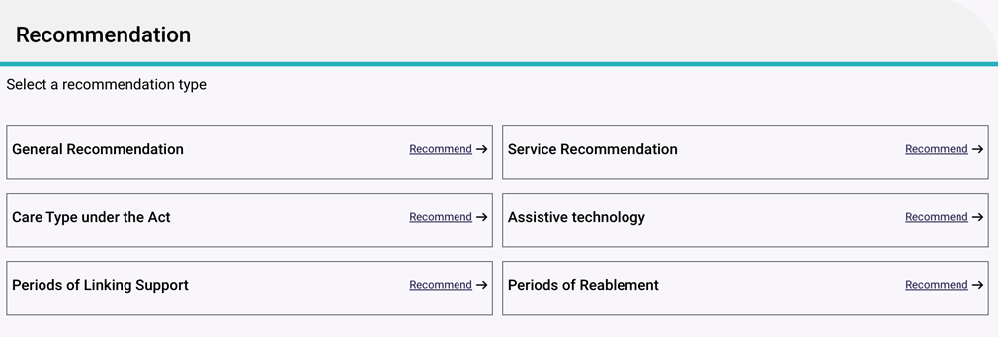 Recommendation
Select a recommendation type
General Recommendation Recommend →
Service Recommendation Recommend →
Care Type under the Act Recommend →
Assistive technology Recommend →
Periods of Linking Support Recommend →
Periods of Reablement Recommend →